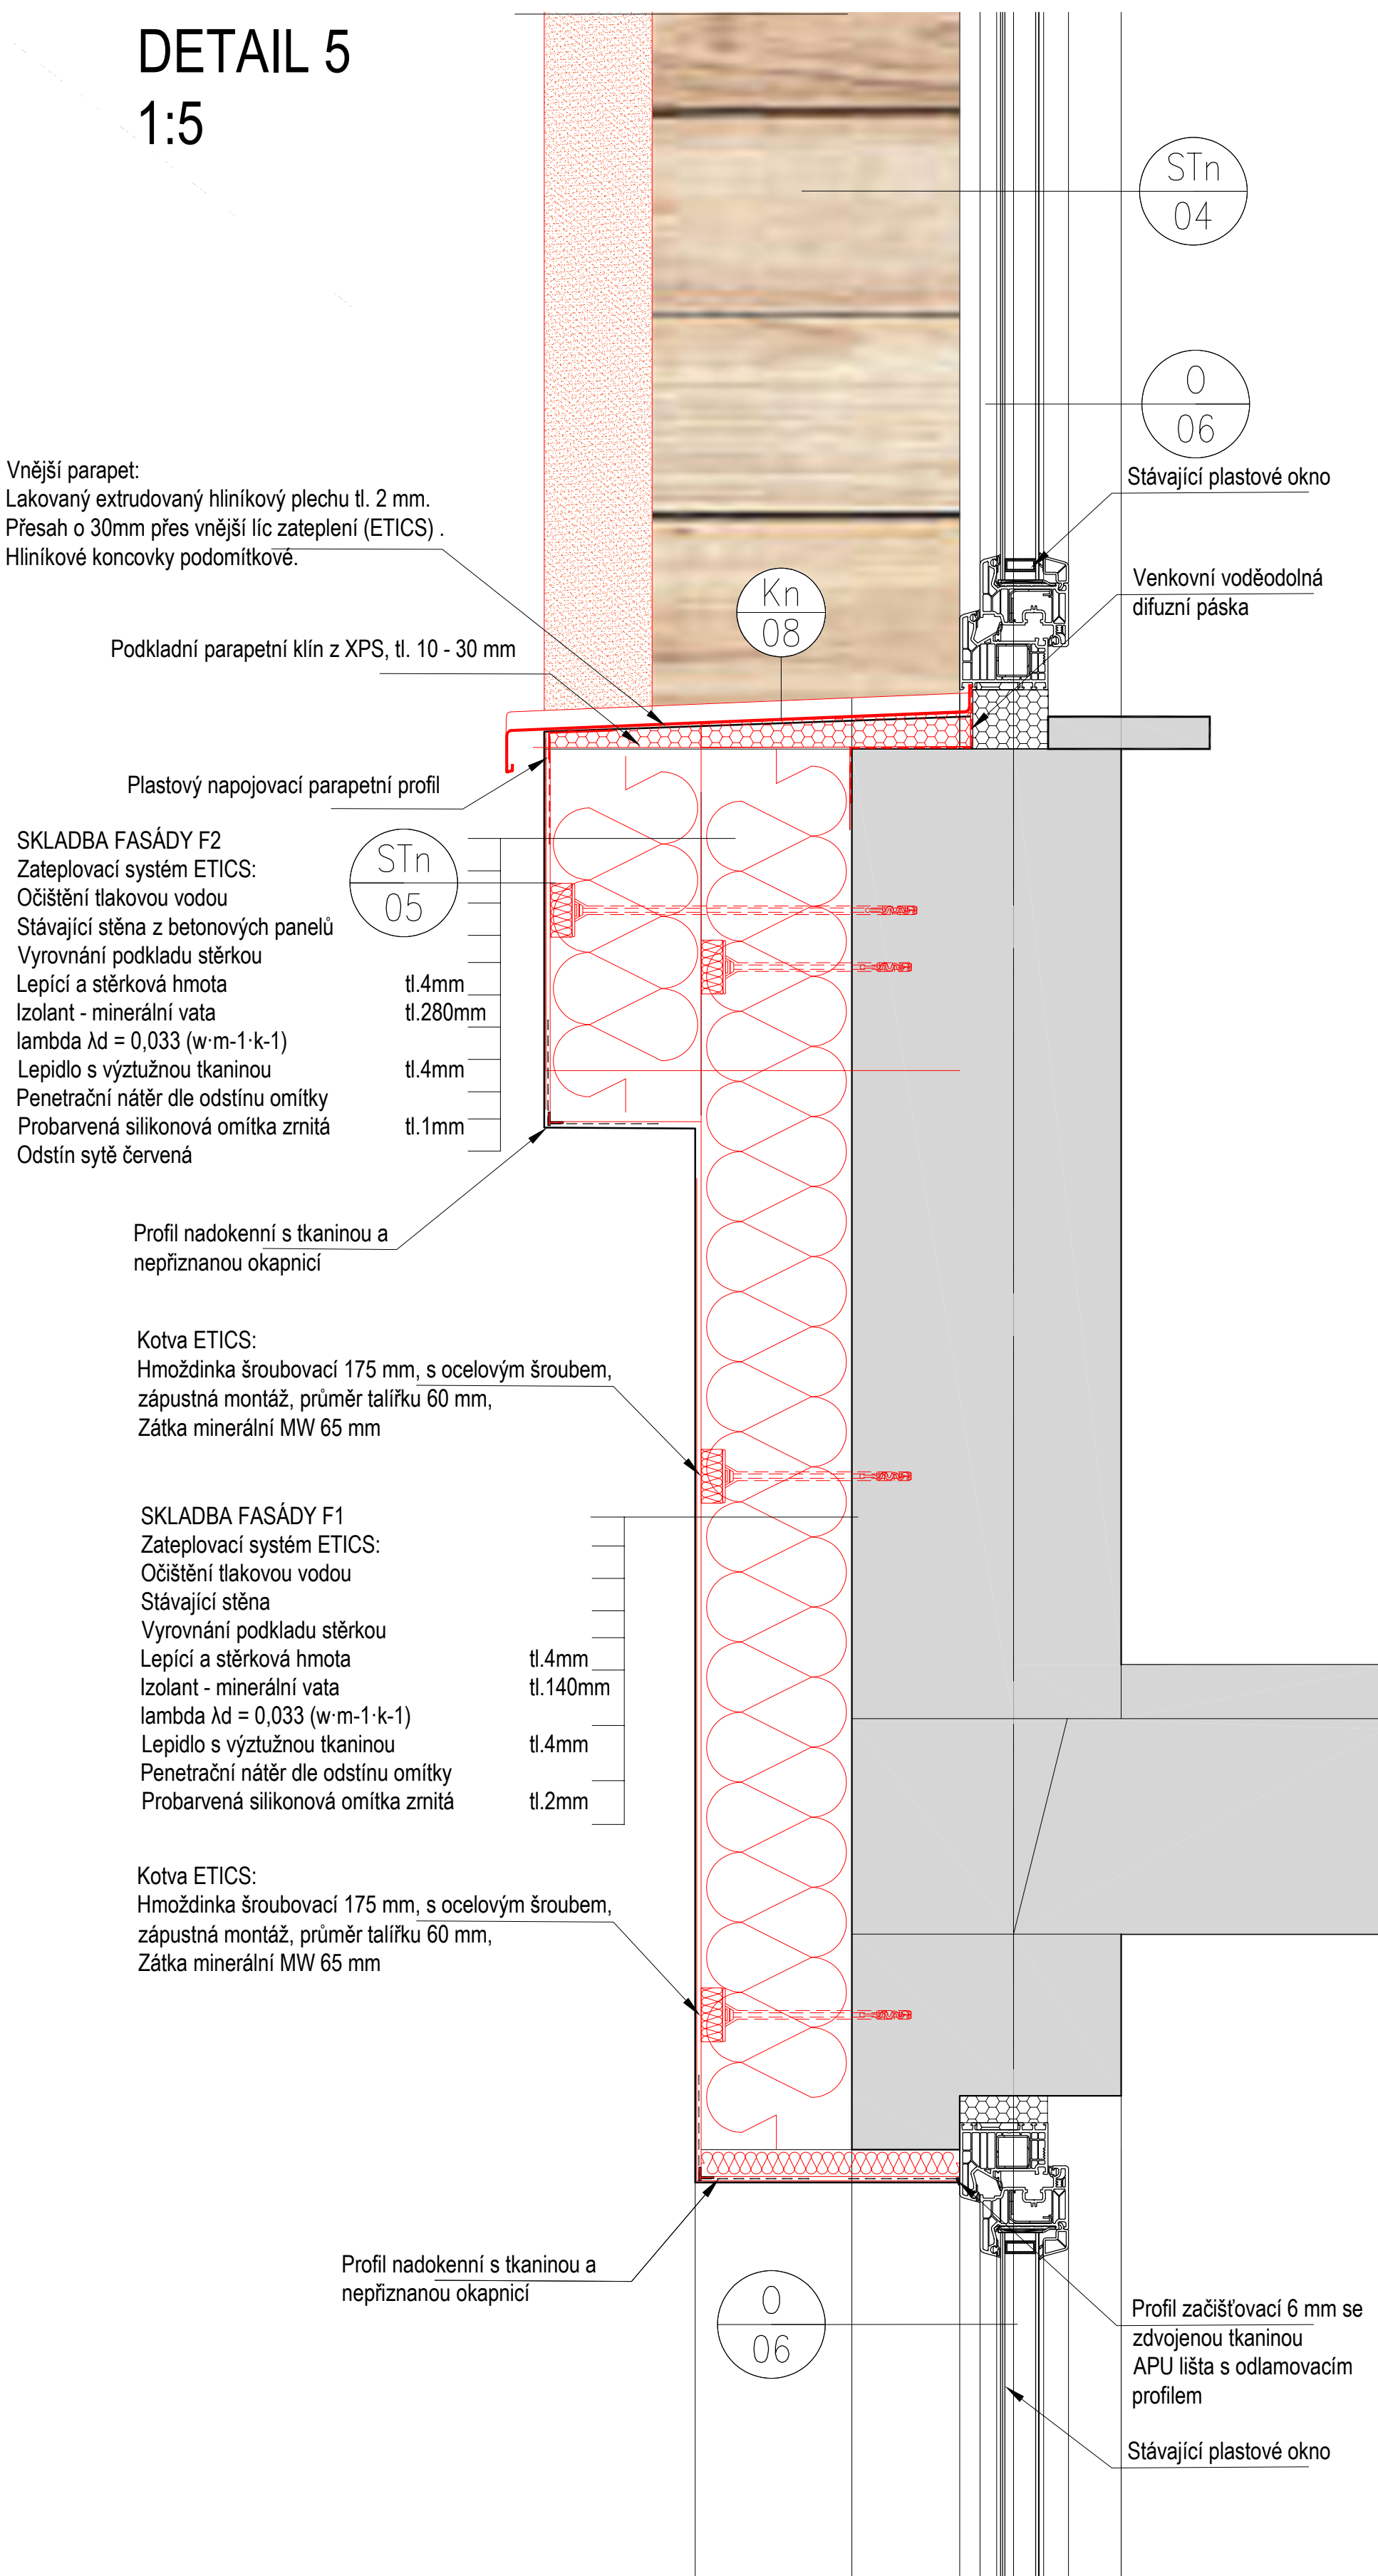 DETAIL 5
1:5
STn
04
O
06
Stávající plastové okno
Vnější parapet:
Lakovaný extrudovaný hliníkový plechu tl. 2 mm.
Přesah o 30mm přes vnější líc zateplení (ETICS) .
Hliníkové koncovky podomítkové.
Kn
08
Venkovní voděodolná
difuzní páska
Podkladní parapetní klín z XPS, tl. 10 - 30 mm
Plastový napojovací parapetní profil
STn
05
SKLADBA FASÁDY F2
Zateplovací systém ETICS:
Očištění tlakovou vodou
Stávající stěna z betonových panelů
Vyrovnání podkladu stěrkou
Lepící a stěrková hmota tl.4mm
Izolant - minerální vata tl.280mm
lambda λd = 0,033 (w·m-1·k-1)
Lepidlo s výztužnou tkaninou tl.4mm
Penetrační nátěr dle odstínu omítky
Probarvená silikonová omítka zrnitá tl.1mm
Odstín sytě červená
Profil nadokenní s tkaninou a
nepřiznanou okapnicí
Kotva ETICS:
Hmoždinka šroubovací 175 mm, s ocelovým šroubem,
zápustná montáž, průměr talířku 60 mm,
Zátka minerální MW 65 mm
SKLADBA FASÁDY F1
Zateplovací systém ETICS:
Očištění tlakovou vodou
Stávající stěna
Vyrovnání podkladu stěrkou
Lepící a stěrková hmota tl.4mm
Izolant - minerální vata tl.140mm
lambda λd = 0,033 (w·m-1·k-1)
Lepidlo s výztužnou tkaninou tl.4mm
Penetrační nátěr dle odstínu omítky
Probarvená silikonová omítka zrnitá tl.2mm
Kotva ETICS:
Hmoždinka šroubovací 175 mm, s ocelovým šroubem,
zápustná montáž, průměr talířku 60 mm,
Zátka minerální MW 65 mm
Profil nadokenní s tkaninou a
nepřiznanou okapnicí
O
06
Profil začišťovací 6 mm se
zdvojenou tkaninou
APU lišta s odlamovacím
profilem
Stávající plastové okno